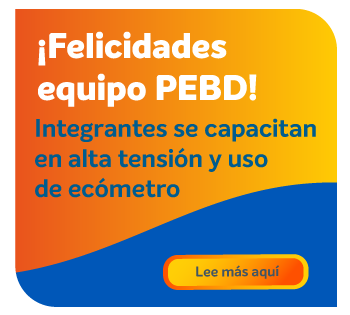 ¡Felicidades
equipo PEBD!
Integrantes se capacitan
en alta tensión y uso
de ecómetro
Lee más aquí